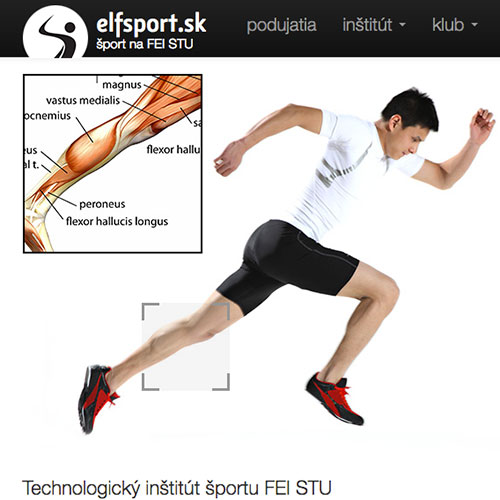 elfsport.sk
šport na FEI STU
podujatia
inštitút
klub
magnus
vastus medialis
ocnemius
sa
flexor hallu
eus
al t.
peroneus
flexor hallucis longus
Technologický inštitút športu FEI STU